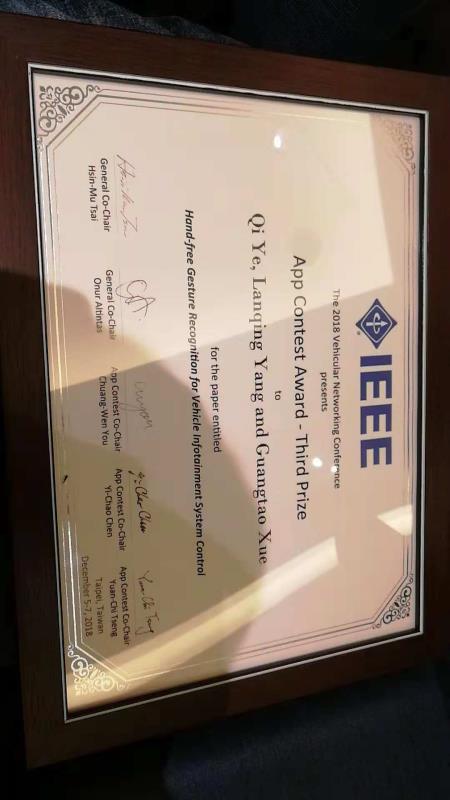 IEEE
The 2018 Vehicular Networking Conference
presents
App Contest Award - Third Prize
to
Qi Ye, Lanqing Yang and Guangtao Xue
for the paper entitled
Hand-free Gesture Recognition for Vehicle Infotainment System Control
General Co-Chair
Hsin-Mu Tsai
General Co-Chair
Onur Altintas
App Contest Co-Chair
Chuang-Wen You
App Contest Co-Chair
Yi-Chao Chen
App Contest Co-Chair
Yuan-Chi Tseng
Taipei, Taiwan
December 5-7, 2018